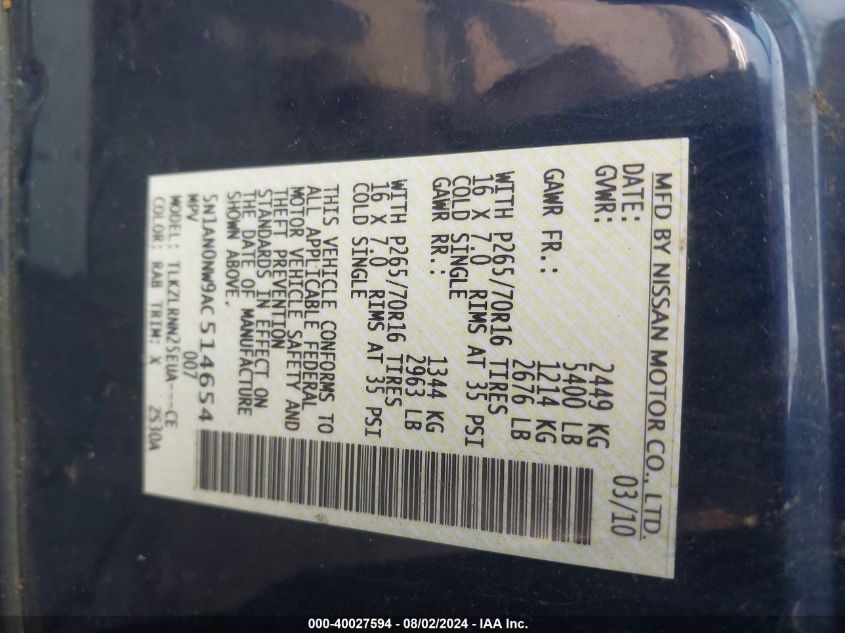 MFD BY NISSAN MOTOR CO., LTD.
DATE: 03/10
GVWR: 2449 KG
5400 LB
GAWR FR.: 1214 KG
2676 LB
WITH P265/70R16 TIRES
16 X 7.0 RIMS AT 35 PSI
COLD SINGLE
GAWR RR.: 1344 KG
2963 LB
WITH P265/70R16 TIRES
16 X 7.0 RIMS AT 35 PSI
COLD SINGLE
THIS VEHICLE CONFORMS TO
ALL APPLICABLE FEDERAL
MOTOR VEHICLE SAFETY AND
THEFT PREVENTION
STANDARDS IN EFFECT ON
THE DATE OF MANUFACTURE
SHOWN ABOVE.
5N1AN0NW9AC514654
MPV 007
MODEL: TLKZLRNN25EUA---CE
COLOR: RAB TRIM: X 2530A
000-40027594 - 08/02/2024 - IAA Inc.